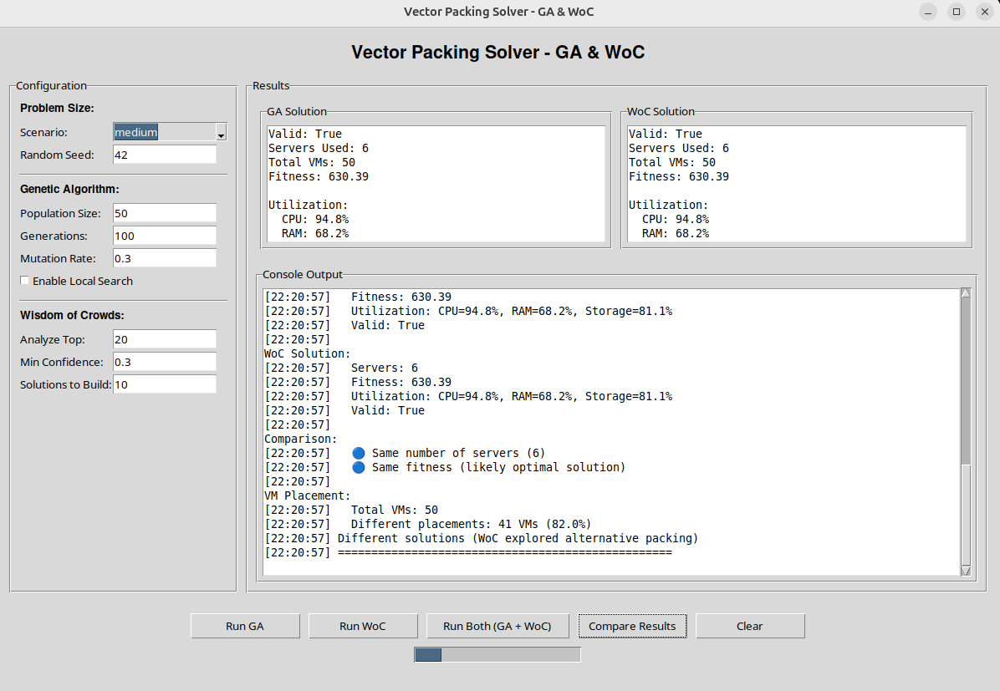 Vector Packing Solver - GA & WoC
Vector Packing Solver - GA & WoC
Configuration
Problem Size:
Scenario: medium
Random Seed: 42
Genetic Algorithm:
Population Size: 50
Generations: 100
Mutation Rate: 0.3
Enable Local Search
Wisdom of Crowds:
Analyze Top: 20
Min Confidence: 0.3
Solutions to Build: 10
Results
GA Solution
Valid: True
Servers Used: 6
Total VMs: 50
Fitness: 630.39
Utilization:
CPU: 94.8%
RAM: 68.2%
WoC Solution
Valid: True
Servers Used: 6
Total VMs: 50
Fitness: 630.39
Utilization:
CPU: 94.8%
RAM: 68.2%
Console Output
[22:20:57] Fitness: 630.39
[22:20:57] Utilization: CPU=94.8%, RAM=68.2%, Storage=81.1%
[22:20:57] Valid: True
[22:20:57]
WoC Solution:
[22:20:57] Servers: 6
[22:20:57] Fitness: 630.39
[22:20:57] Utilization: CPU=94.8%, RAM=68.2%, Storage=81.1%
[22:20:57] Valid: True
[22:20:57]
Comparison:
[22:20:57] 🔵 Same number of servers (6)
[22:20:57] 🔵 Same fitness (likely optimal solution)
[22:20:57]
VM Placement:
[22:20:57] Total VMs: 50
[22:20:57] Different placements: 41 VMs (82.0%)
[22:20:57] Different solutions (WoC explored alternative packing)
[22:20:57] ==================================================
Run GA
Run WoC
Run Both (GA + WoC)
Compare Results
Clear